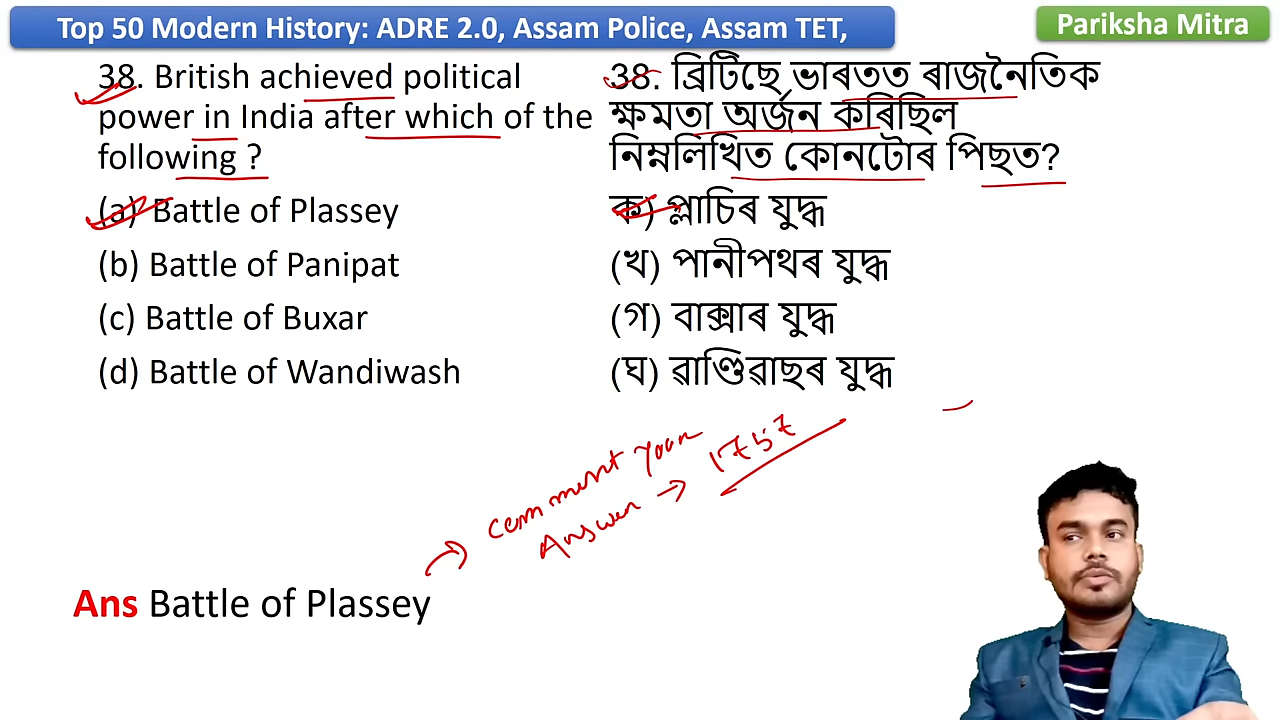 Top 50 Modern History: ADRE 2.0, Assam Police, Assam TET,
Pariksha Mitra
38. British achieved political
power in India after which of the
following ?
(a) Battle of Plassey
(b) Battle of Panipat
(c) Battle of Buxar
(d) Battle of Wandiwash
38. ব্ৰিটিছে ভাৰতত ৰাজনৈতিক
ক্ষমতা অৰ্জন কৰিছিল
নিম্নলিখিত কোনটোৰ পিছত?
ক) প্লাচিৰ যুদ্ধ
(খ) পানীপথৰ যুদ্ধ
(গ) বাক্সাৰ যুদ্ধ
(ঘ) ৱাণ্ডিৱাছৰ যুদ্ধ
comment your
Answer → 1757
Ans Battle of Plassey